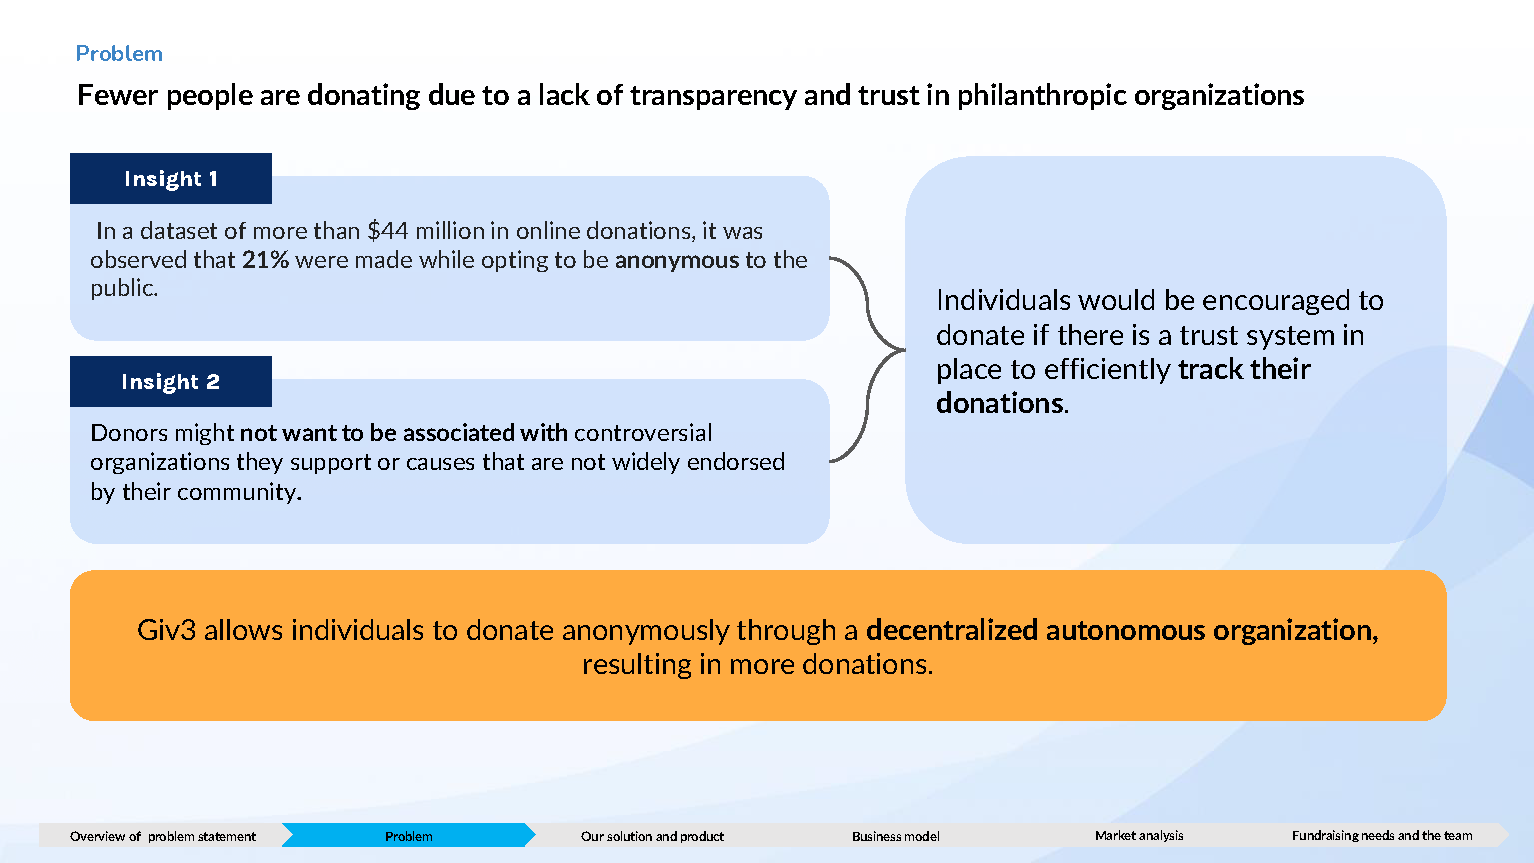 Problem
Fewer people are donating due to a lack of transparency and trust in philanthropic organizations
Insight 1
In a dataset of more than $44 million in online donations, it was
observed that 21% were made while opting to be anonymous to the
public.
Insight 2
Donors might not want to be associated with controversial
organizations they support or causes that are not widely endorsed
by their community.
Individuals would be encouraged to
donate if there is a trust system in
place to efficiently track their
donations.
Giv3 allows individuals to donate anonymously through a decentralized autonomous organization,
resulting in more donations.
Overview of problem statement
Problem
Our solution and product
Business model
Market analysis
Fundraising needs and the team